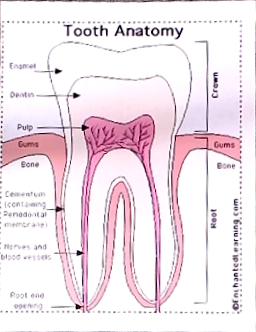 Tooth Anatomy
Enamel
Dentin
Pulp
Gums
Bone
Cementum
(containing
Periodontal
membrane)
Nerves and
blood vessels
Root end
opening
Crown
Gums
Bone
Root
©EnchantedLearning.com